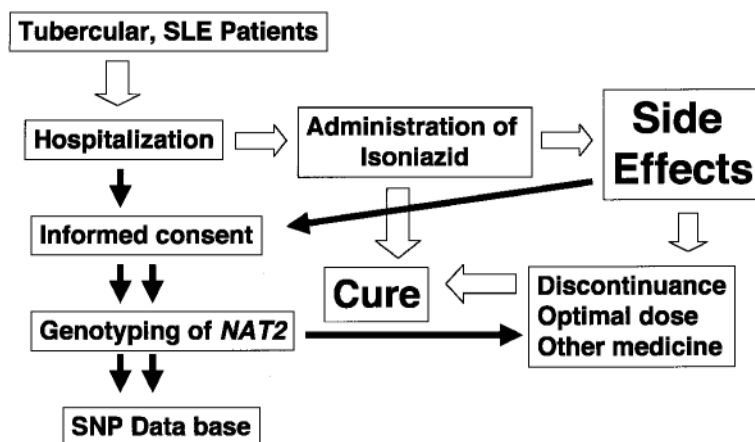 Tubercular, SLE Patients
Hospitalization
Administration of
Isoniazid
Side
Effects
Informed consent
Cure
Discontinuance
Optimal dose
Other medicine
Genotyping of NAT2
SNP Data base